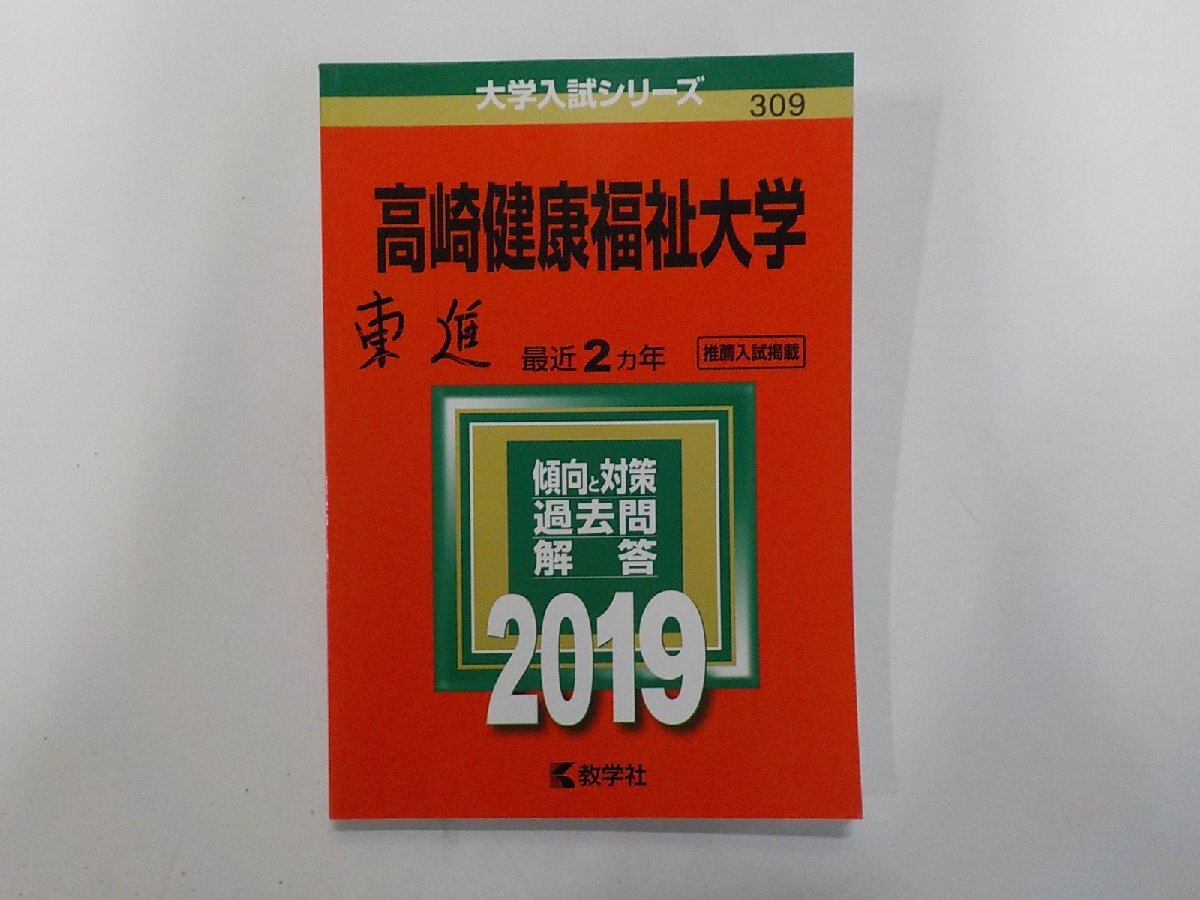 大学入試シリーズ
309
高崎健康福祉大学
東進
最近2カ年
推薦入試掲載
傾向と対策
過去問
解答
2019
教学社